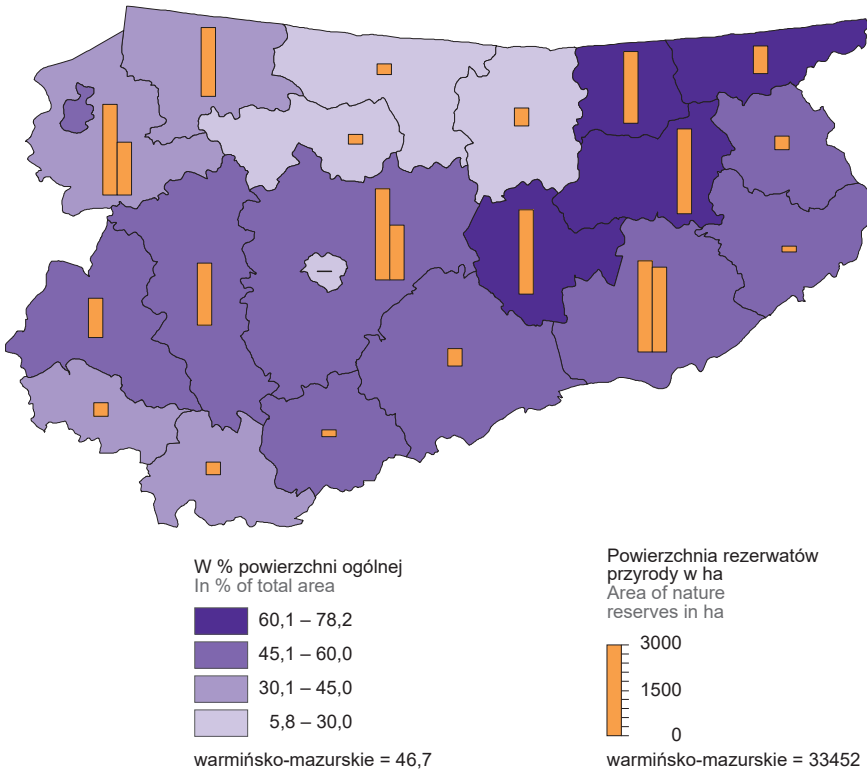 W % powierzchni ogólnej
In % of total area
60,1 – 78,2
45,1 – 60,0
30,1 – 45,0
5,8 – 30,0
warmińsko-mazurskie = 46,7
Powierzchnia rezerwatów
przyrody w ha
Area of nature
reserves in ha
3000
1500
0
warmińsko-mazurskie = 33452